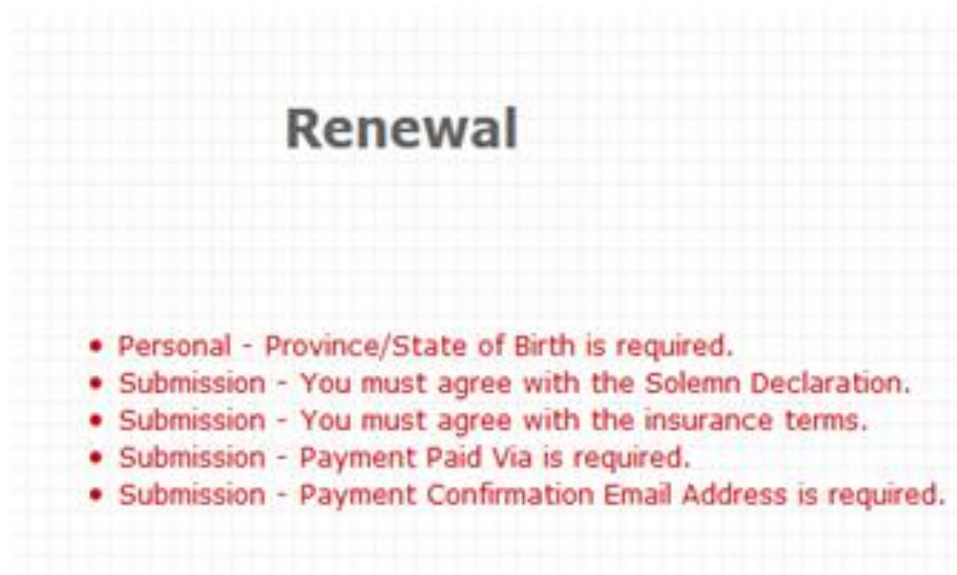 Renewal
• Personal - Province/State of Birth is required.
• Submission - You must agree with the Solemn Declaration.
• Submission - You must agree with the insurance terms.
• Submission - Payment Paid Via is required.
• Submission - Payment Confirmation Email Address is required.